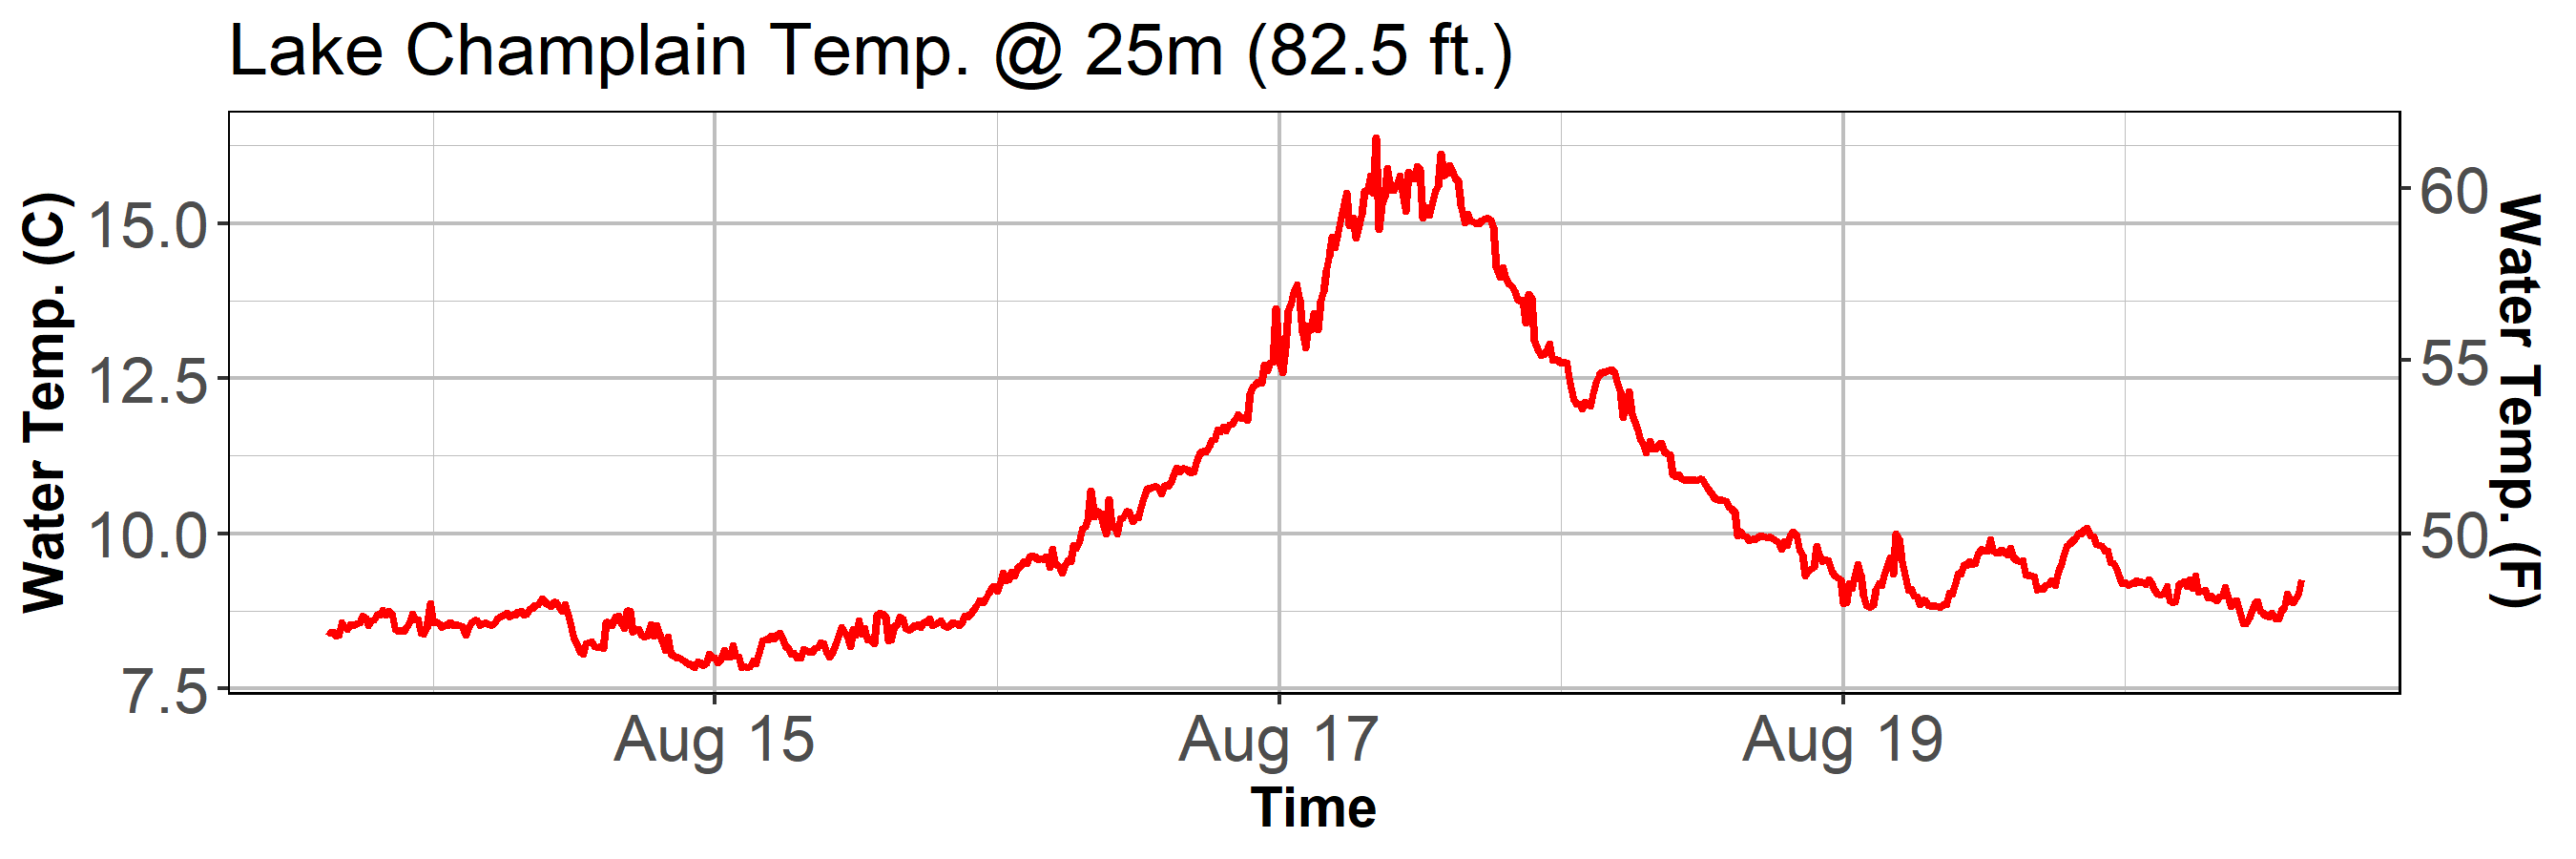 Lake Champlain Temp. @ 25m (82.5 ft.)
Water Temp. (C)
15.0
12.5
10.0
7.5
60
55
50
Water Temp. (F)
Aug 15
Aug 17
Aug 19
Time